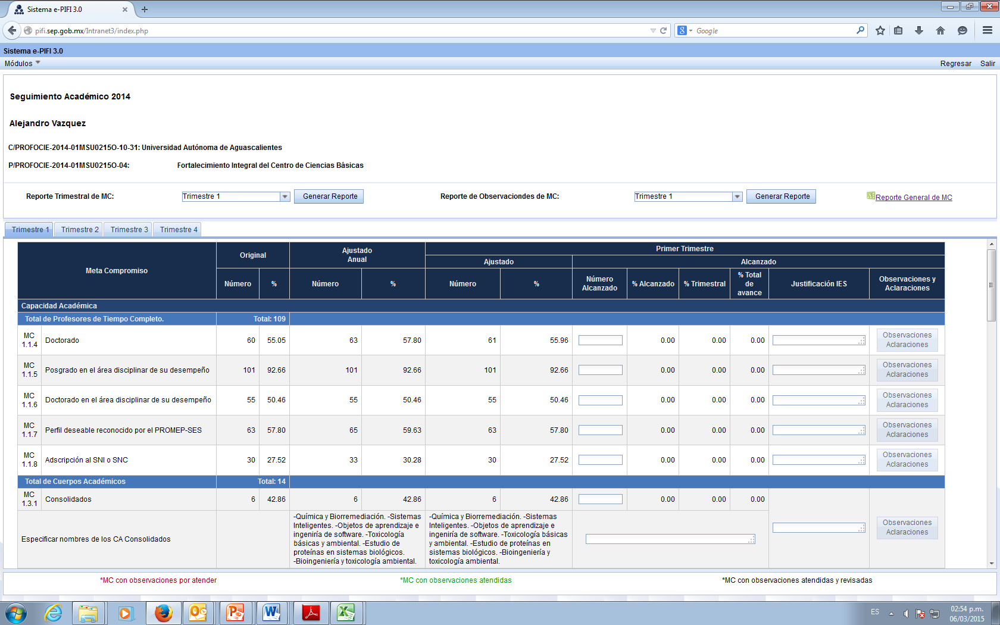 Sistema e-PIFI 3.0
pifi.sep.gob.mx/Intranet3/index.php
Google
Sistema e-PIFI 3.0
Módulos
Regresar Salir
Seguimiento Académico 2014
Alejandro Vazquez
C/PROFOCIE-2014-01MSU0215O-10-31: Universidad Autónoma de Aguascalientes
P/PROFOCIE-2014-01MSU0215O-04: Fortalecimiento Integral del Centro de Ciencias Básicas
Reporte Trimestral de MC: Trimestre 1 Generar Reporte Reporte de Observaciondes de MC: Trimestre 1 Generar Reporte Reporte General de MC
Trimestre 1 Trimestre 2 Trimestre 3 Trimestre 4
Meta Compromiso
Original
Ajustado
Anual
Primer Trimestre
Ajustado
Alcanzado
Número % Número % Número %
Número
Alcanzado
% Alcanzado
% Trimestral
% Total
de
avance
Justificación IES
Observaciones y
Aclaraciones
Capacidad Académica
Total de Profesores de Tiempo Completo. Total: 109
MC
1.1.4
Doctorado 60 55.05 63 57.80 61 55.96 0.00 0.00 0.00
Observaciones
Aclaraciones
MC
1.1.5
Posgrado en el área disciplinar de su desempeño 101 92.66 101 92.66 101 92.66 0.00 0.00 0.00
Observaciones
Aclaraciones
MC
1.1.6
Doctorado en el área disciplinar de su desempeño 55 50.46 55 50.46 55 50.46 0.00 0.00 0.00
Observaciones
Aclaraciones
MC
1.1.7
Perfil deseable reconocido por el PROMEP-SES 63 57.80 65 59.63 63 57.80 0.00 0.00 0.00
Observaciones
Aclaraciones
MC
1.1.8
Adscripción al SNI o SNC 30 27.52 33 30.28 30 27.52 0.00 0.00 0.00
Observaciones
Aclaraciones
Total de Cuerpos Académicos Total: 14
MC
1.3.1
Consolidados 6 42.86 6 42.86 6 42.86 0.00 0.00 0.00
Especificar nombres de los CA Consolidados
-Química y Biorremediación. -Sistemas
Inteligentes. -Objetos de aprendizaje e
ingeniría de software. -Toxicología
básicas y ambiental. -Estudio de
proteínas en sistemas biológicos.
-Bioingeniería y toxicología ambiental.
-Química y Biorremediación. -Sistemas
Inteligentes. -Objetos de aprendizaje e
ingeniría de software. -Toxicología básicas
y ambiental. -Estudio de proteínas en
sistemas biológicos. -Bioingeniería y
toxicología ambiental.
Observaciones
Aclaraciones
*MC con observaciones por atender *MC con observaciones atendidas *MC con observaciones atendidas y revisadas
ES
02:54 p.m.
06/03/2015